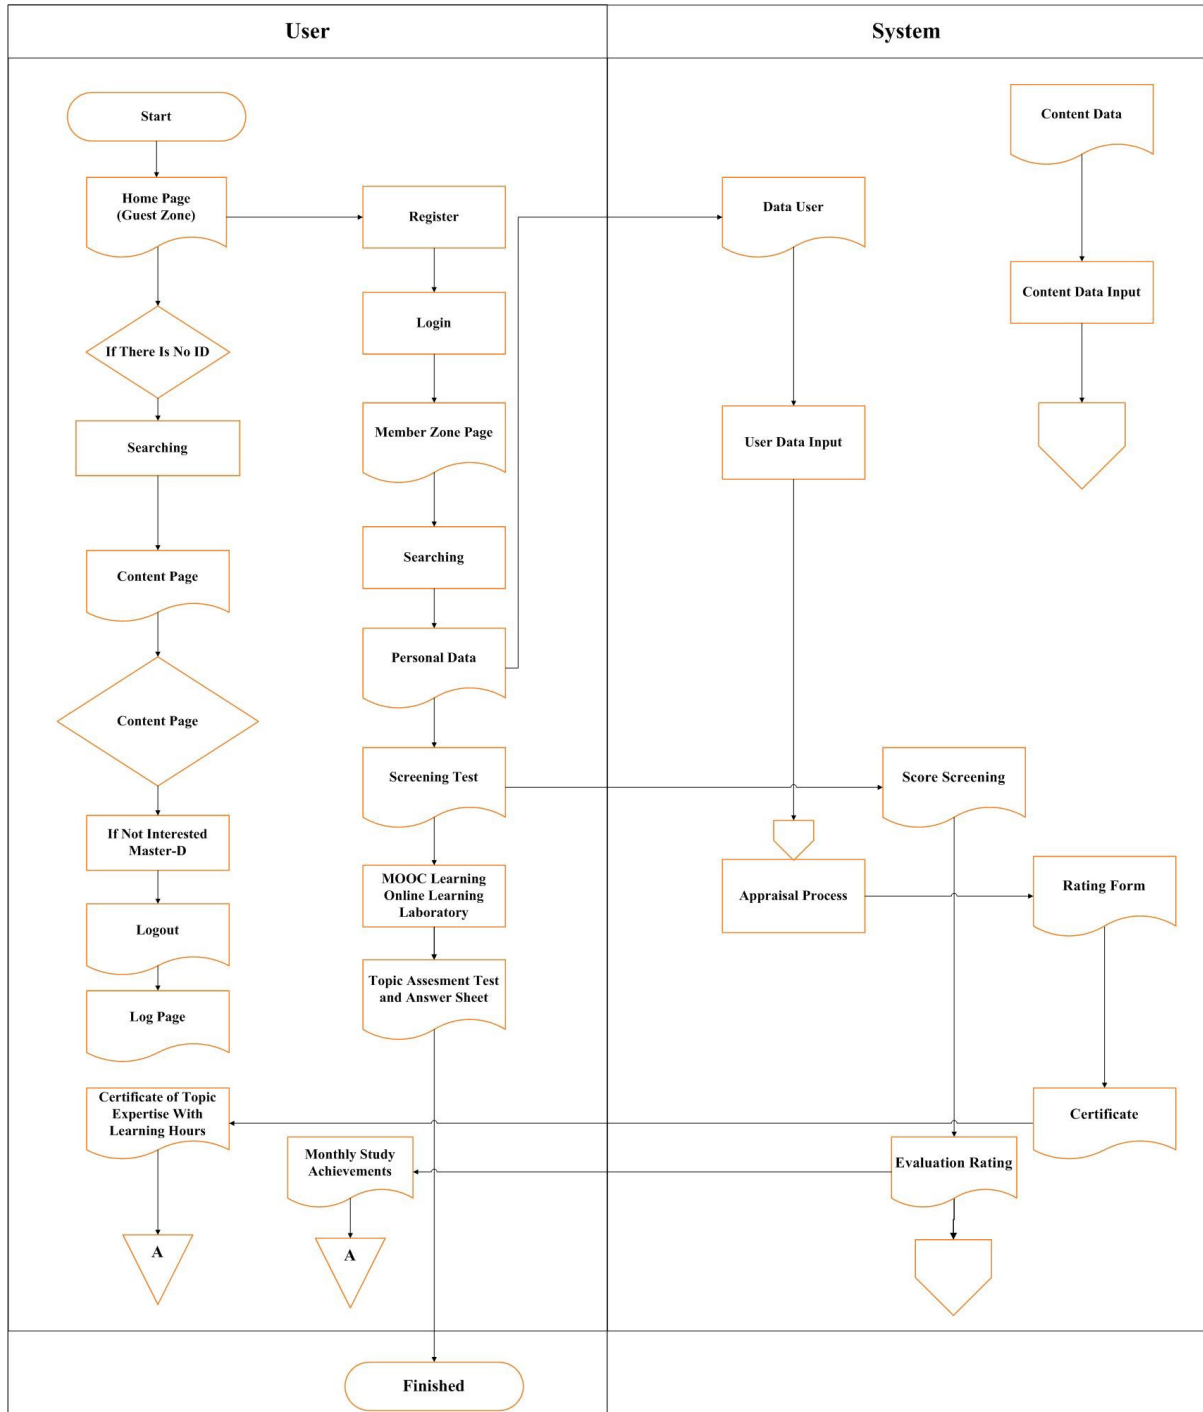 User
System
Start
Home Page
(Guest Zone)
If There Is No ID
Searching
Content Page
Content Page
If Not Interested
Master-D
Logout
Log Page
Certificate of Topic
Expertise With
Learning Hours
A
Register
Login
Member Zone Page
Searching
Personal Data
Screening Test
MOOC Learning
Online Learning
Laboratory
Topic Assesment Test
and Answer Sheet
Monthly Study
Achievements
A
Finished
Data User
User Data Input
Appraisal Process
Content Data
Content Data Input
Score Screening
Rating Form
Certificate
Evaluation Rating